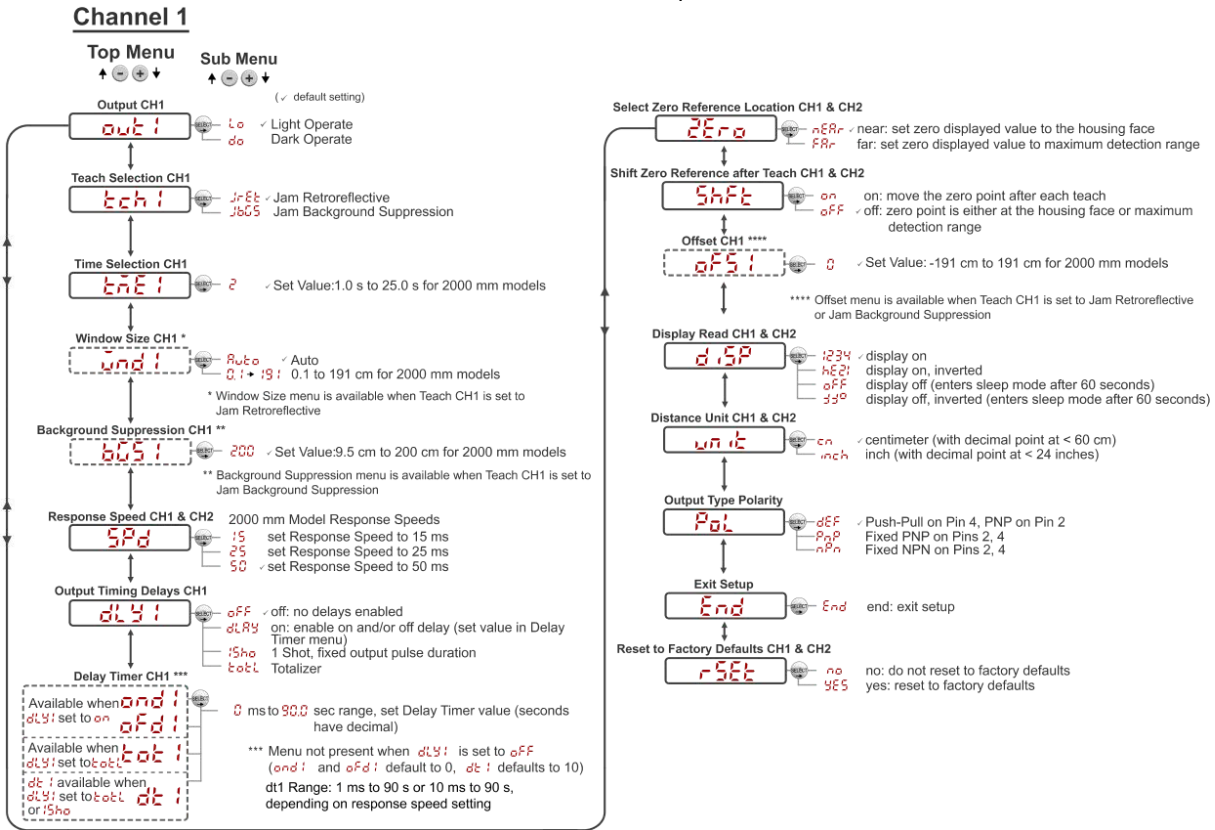 Channel 1
Top Menu
Sub Menu
(✓ default setting)
Output CH1
out1
SELECT
Lo ✓ Light Operate
do Dark Operate
Teach Selection CH1
tch1
SELECT
JrEt ✓ Jam Retroreflective
JbGS Jam Background Suppression
Time Selection CH1
tmE1
SELECT
2 ✓ Set Value:1.0 s to 25.0 s for 2000 mm models
Window Size CH1 *
wnd1
SELECT
Auto ✓ Auto
0.1 → 191 0.1 to 191 cm for 2000 mm models
* Window Size menu is available when Teach CH1 is set to
Jam Retroreflective
Background Suppression CH1 **
bGS1
SELECT
200 ✓ Set Value:9.5 cm to 200 cm for 2000 mm models
** Background Suppression menu is available when Teach CH1 is set to
Jam Background Suppression
Response Speed CH1 & CH2
SPd
SELECT
2000 mm Model Response Speeds
15 set Response Speed to 15 ms
25 set Response Speed to 25 ms
50 ✓ set Response Speed to 50 ms
Output Timing Delays CH1
dLY1
SELECT
oFF ✓ off: no delays enabled
dLAY on: enable on and/or off delay (set value in Delay
Timer menu)
1Sho 1 Shot, fixed output pulse duration
totL Totalizer
Delay Timer CH1 ***
Available when
dLY1 set to on
ond1
oFd1
SELECT
Available when
dLY1 set to totL
tot1
dt1 available when
dLY1 set to totL
or 1Sho
dt1
0 ms to 90.0 sec range, set Delay Timer value (seconds
have decimal)
*** Menu not present when dLY1 is set to oFF
(ond1 and oFd1 default to 0, dt1 defaults to 10)
dt1 Range: 1 ms to 90 s or 10 ms to 90 s,
depending on response speed setting
Select Zero Reference Location CH1 & CH2
ZEro
SELECT
nEAr ✓ near: set zero displayed value to the housing face
FAr far: set zero displayed value to maximum detection range
Shift Zero Reference after Teach CH1 & CH2
ShFt
SELECT
on on: move the zero point after each teach
oFF ✓ off: zero point is either at the housing face or maximum
detection range
Offset CH1 ****
oFS1
SELECT
0 ✓ Set Value: -191 cm to 191 cm for 2000 mm models
**** Offset menu is available when Teach CH1 is set to Jam Retroreflective
or Jam Background Suppression
Display Read CH1 & CH2
diSP
SELECT
1234 ✓ display on
hE21 display on, inverted
oFF display off (enters sleep mode after 60 seconds)
display off, inverted (enters sleep mode after 60 seconds)
Distance Unit CH1 & CH2
unit
SELECT
cm ✓ centimeter (with decimal point at < 60 cm)
inch inch (with decimal point at < 24 inches)
Output Type Polarity
PoL
SELECT
dEF ✓ Push-Pull on Pin 4, PNP on Pin 2
PnP Fixed PNP on Pins 2, 4
nPn Fixed NPN on Pins 2, 4
Exit Setup
End
SELECT
End end: exit setup
Reset to Factory Defaults CH1 & CH2
rSEt
SELECT
no no: do not reset to factory defaults
YES yes: reset to factory defaults